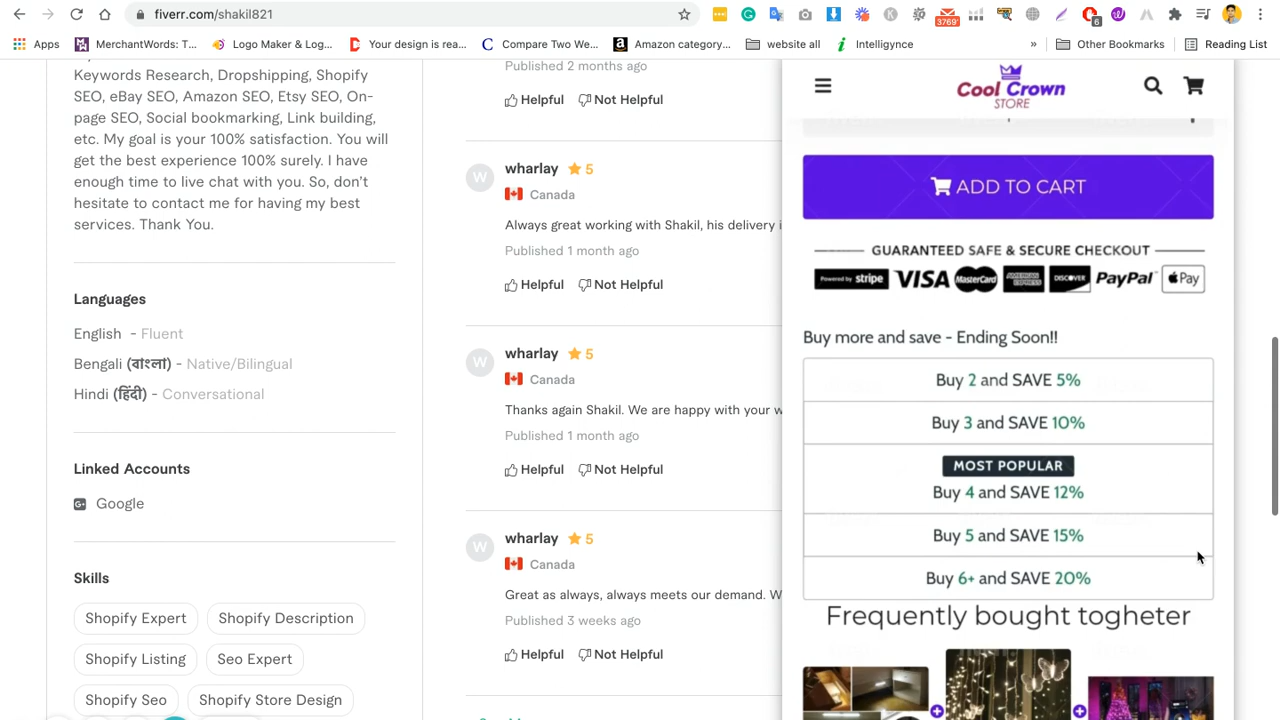 fiverr.com/shakil821
3769'
6
Apps
MerchantWords: T...
Logo Maker & Log...
Your design is rea...
Compare Two We...
Amazon category...
website all
Intelligynce
»
Other Bookmarks
Reading List
Keywords Research, Dropshipping, Shopify
SEO, eBay SEO, Amazon SEO, Etsy SEO, On-
page SEO, Social bookmarking, Link building,
etc. My goal is your 100% satisfaction. You will
get the best experience 100% surely. I have
enough time to live chat with you. So, don't
hesitate to contact me for having my best
services. Thank You.
Languages
English - Fluent
Bengali (বাংলা) - Native/Bilingual
Hindi (हिंदी) - Conversational
Linked Accounts
Google
Skills
Shopify Expert
Shopify Description
Shopify Listing
Seo Expert
Shopify Seo
Shopify Store Design
Published 2 months ago
Helpful
Not Helpful
W
wharlay
5
Canada
Always great working with Shakil, his delivery i
Published 1 month ago
Helpful
Not Helpful
W
wharlay
5
Canada
Thanks again Shakil. We are happy with your w
Published 1 month ago
Helpful
Not Helpful
W
wharlay
5
Canada
Great as always, always meets our demand. W
Published 3 weeks ago
Helpful
Not Helpful
Cool Crown
STORE
ADD TO CART
GUARANTEED SAFE & SECURE CHECKOUT
Powered by stripe
VISA
MasterCard
AMERICAN EXPRESS
DISCOVER
PayPal
Pay
Buy more and save - Ending Soon!!
Buy 2 and SAVE 5%
Buy 3 and SAVE 10%
MOST POPULAR
Buy 4 and SAVE 12%
Buy 5 and SAVE 15%
Buy 6+ and SAVE 20%
Frequently bought togheter